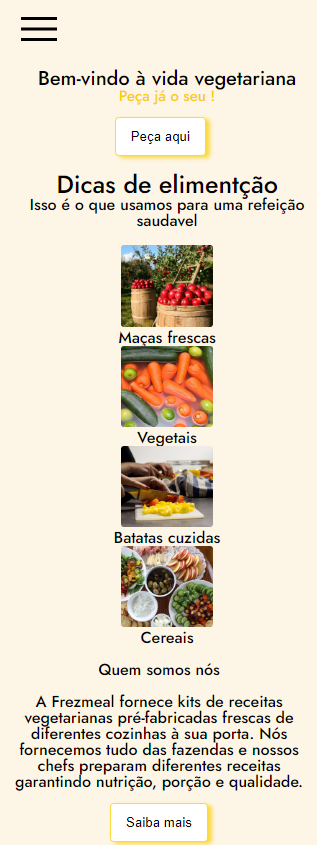 Bem-vindo à vida vegetariana
Peça já o seu !
Peça aqui
Dicas de elimentção
Isso é o que usamos para uma refeição
saudavel
Maças frescas
Vegetais
Batatas cuzidas
Cereais
Quem somos nós
A Frezmeal fornece kits de receitas
vegetarianas pré-fabricadas frescas de
diferentes cozinhas à sua porta. Nós
fornecemos tudo das fazendas e nossos
chefs preparam diferentes receitas
garantindo nutrição, porção e qualidade.
Saiba mais